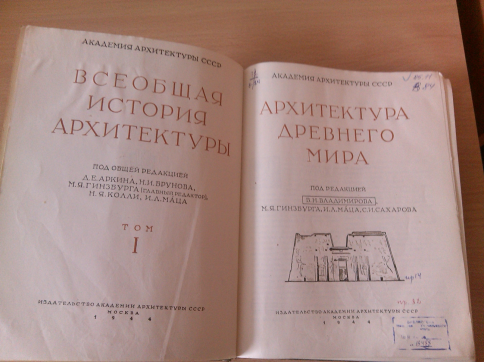 АКАДЕМИЯ АРХИТЕКТУРЫ СССР
ВСЕОБЩАЯ
ИСТОРИЯ
АРХИТЕКТУРЫ
ПОД ОБЩЕЙ РЕДАКЦИЕЙ
Д.Е.АРКИНА, Н.И.БРУНОВА,
М.Я.ГИНЗБУРГА (ГЛАВНЫЙ РЕДАКТОР),
Н.Я.КОЛЛИ, И.Л.МАЦА
ТОМ
I
ИЗДАТЕЛЬСТВО АКАДЕМИИ АРХИТЕКТУРЫ СССР
МОСКВА
1944
АКАДЕМИЯ АРХИТЕКТУРЫ СССР
АРХИТЕКТУРА
ДРЕВНЕГО
МИРА
ПОД РЕДАКЦИЕЙ
В.Н.ВЛАДИМИРОВА,
М.Я.ГИНЗБУРГА, И.Л.МАЦА, С.Н.САХАРОВА
ИЗДАТЕЛЬСТВО АКАДЕМИИ АРХИТЕКТУРЫ СССР
МОСКВА
1944